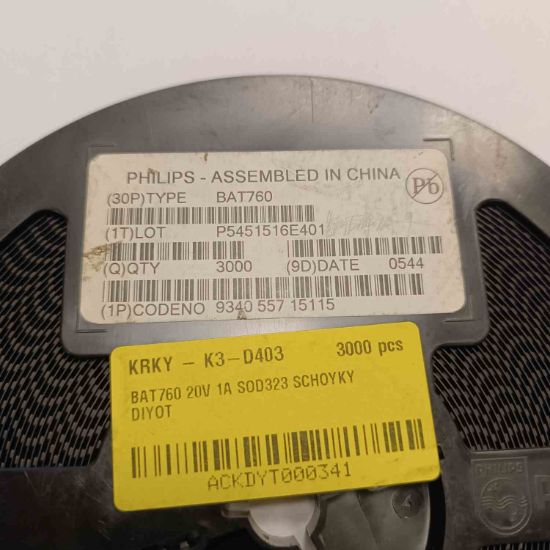 PHILIPS - ASSEMBLED IN CHINA
Pb
(30P)TYPE BAT760
(1T)LOT P5451516E401
(Q)QTY 3000 (9D)DATE 0544
(1P)CODENO 9340 557 15115
KRKY - K3-D403 3000 pcs
BAT760 20V 1A SOD323 SCHOYKY
DIYOT
ACKDYT000341
PHILIPS